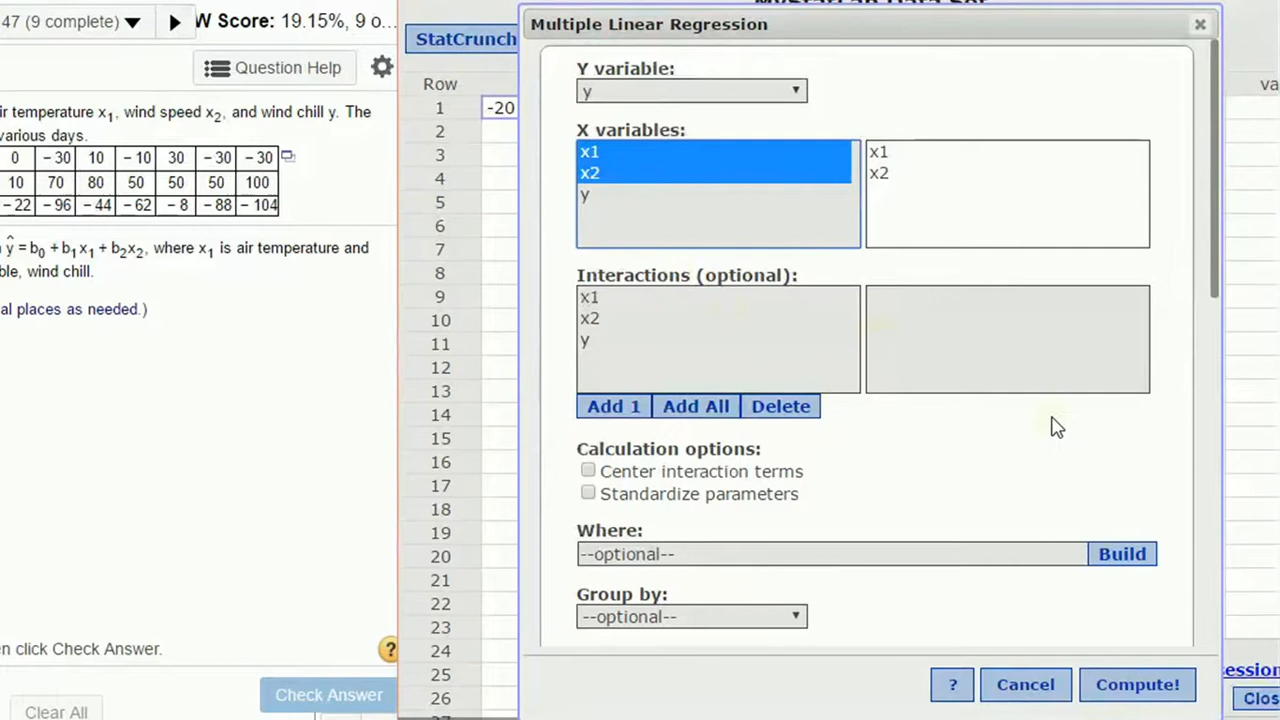 47 (9 complete) W Score: 19.15%, 9 o...
Question Help
ir temperature x1, wind speed x2, and wind chill y. The
various days.
0 -30 10 -10 30 -30 -30
10 70 80 50 50 50 100
-22 -96 -44 -62 -8 -88 -104
ŷ = b0 + b1x1 + b2x2, where x1 is air temperature and
ble, wind chill.
al places as needed.)
n click Check Answer.
?
Check Answer
Clear All
StatCrunch
Row va
1 -20
2
3
4
5
6
7
8
9
10
11
12
13
14
15
16
17
18
19
20
21
22
23
24
25
26
Multiple Linear Regression
Y variable:
y
X variables:
x1 x1
x2 x2
y
Interactions (optional):
x1
x2
y
Add 1 Add All Delete
Calculation options:
Center interaction terms
Standardize parameters
Where:
--optional-- Build
Group by:
--optional--
? Cancel Compute!
ession
Clos